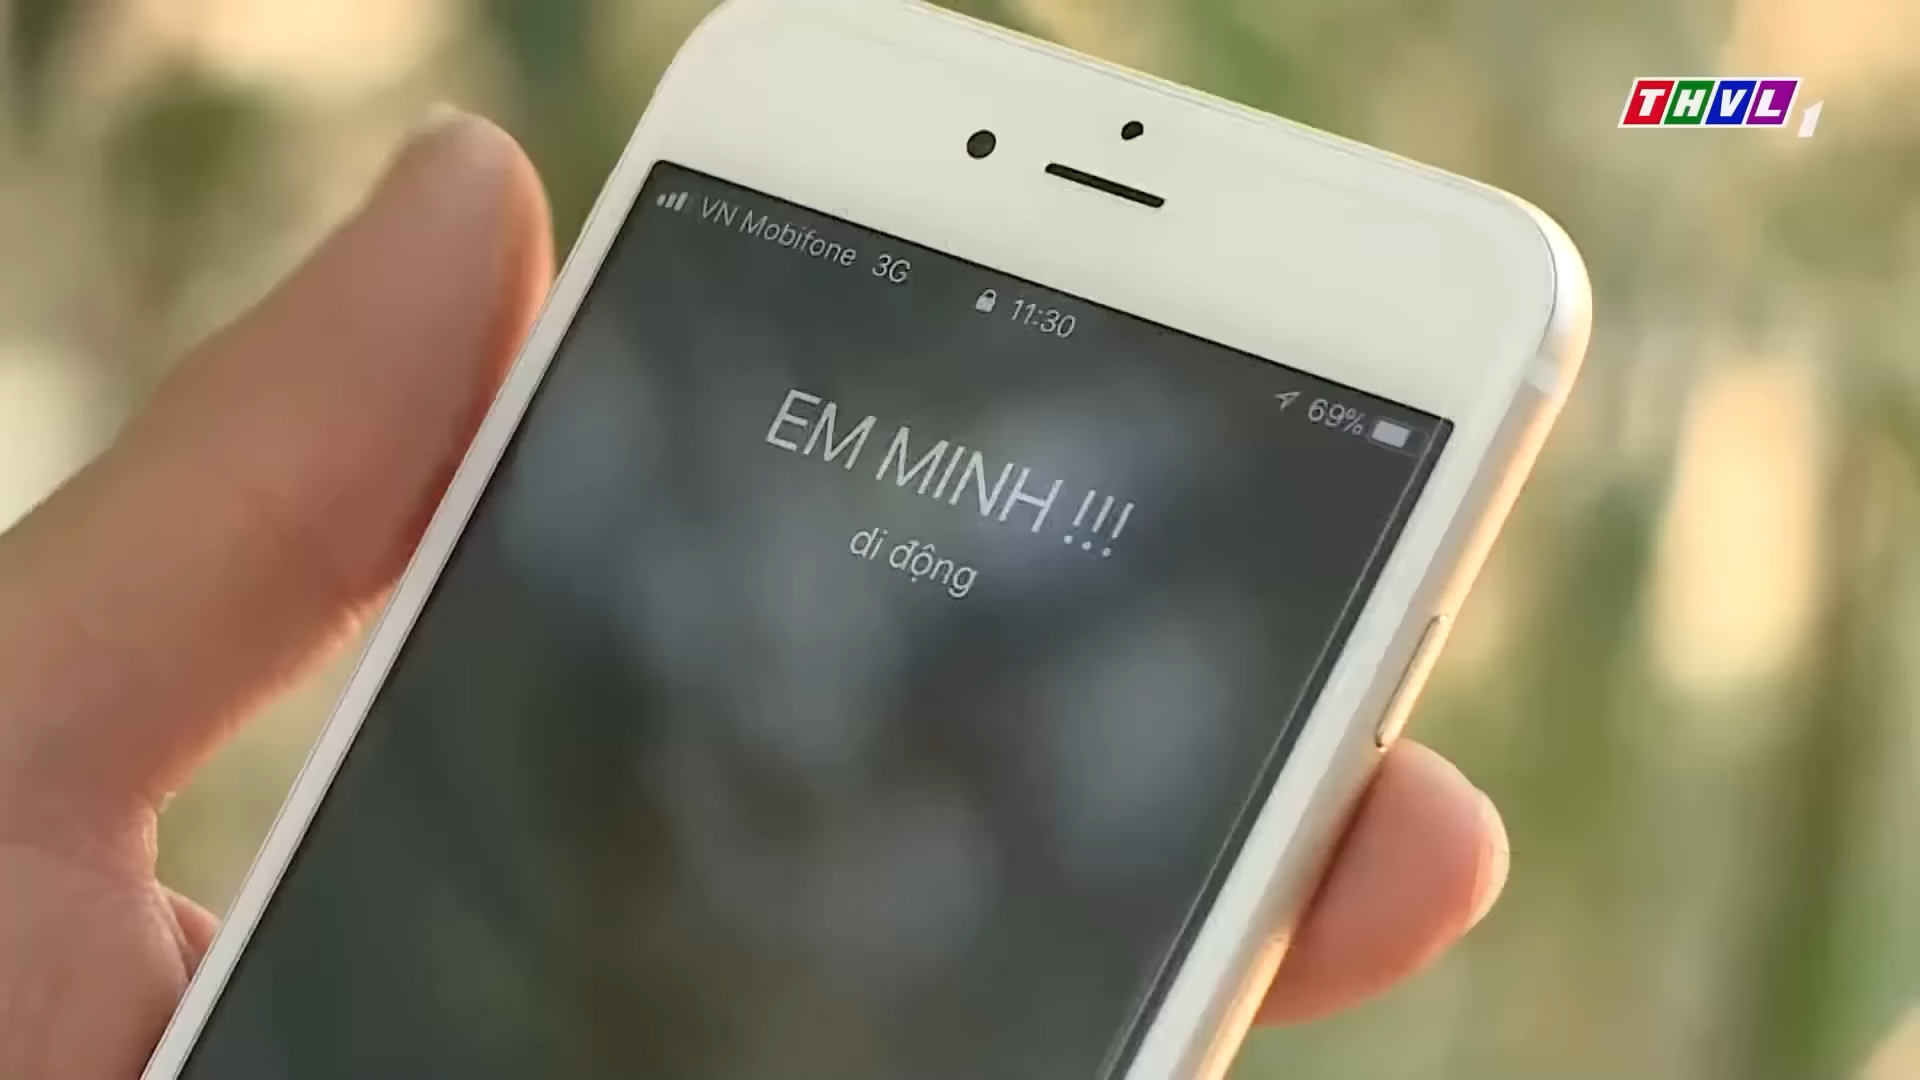 THVL1
VN Mobifone 3G
11:30
69%
EM MINH !!!
di động